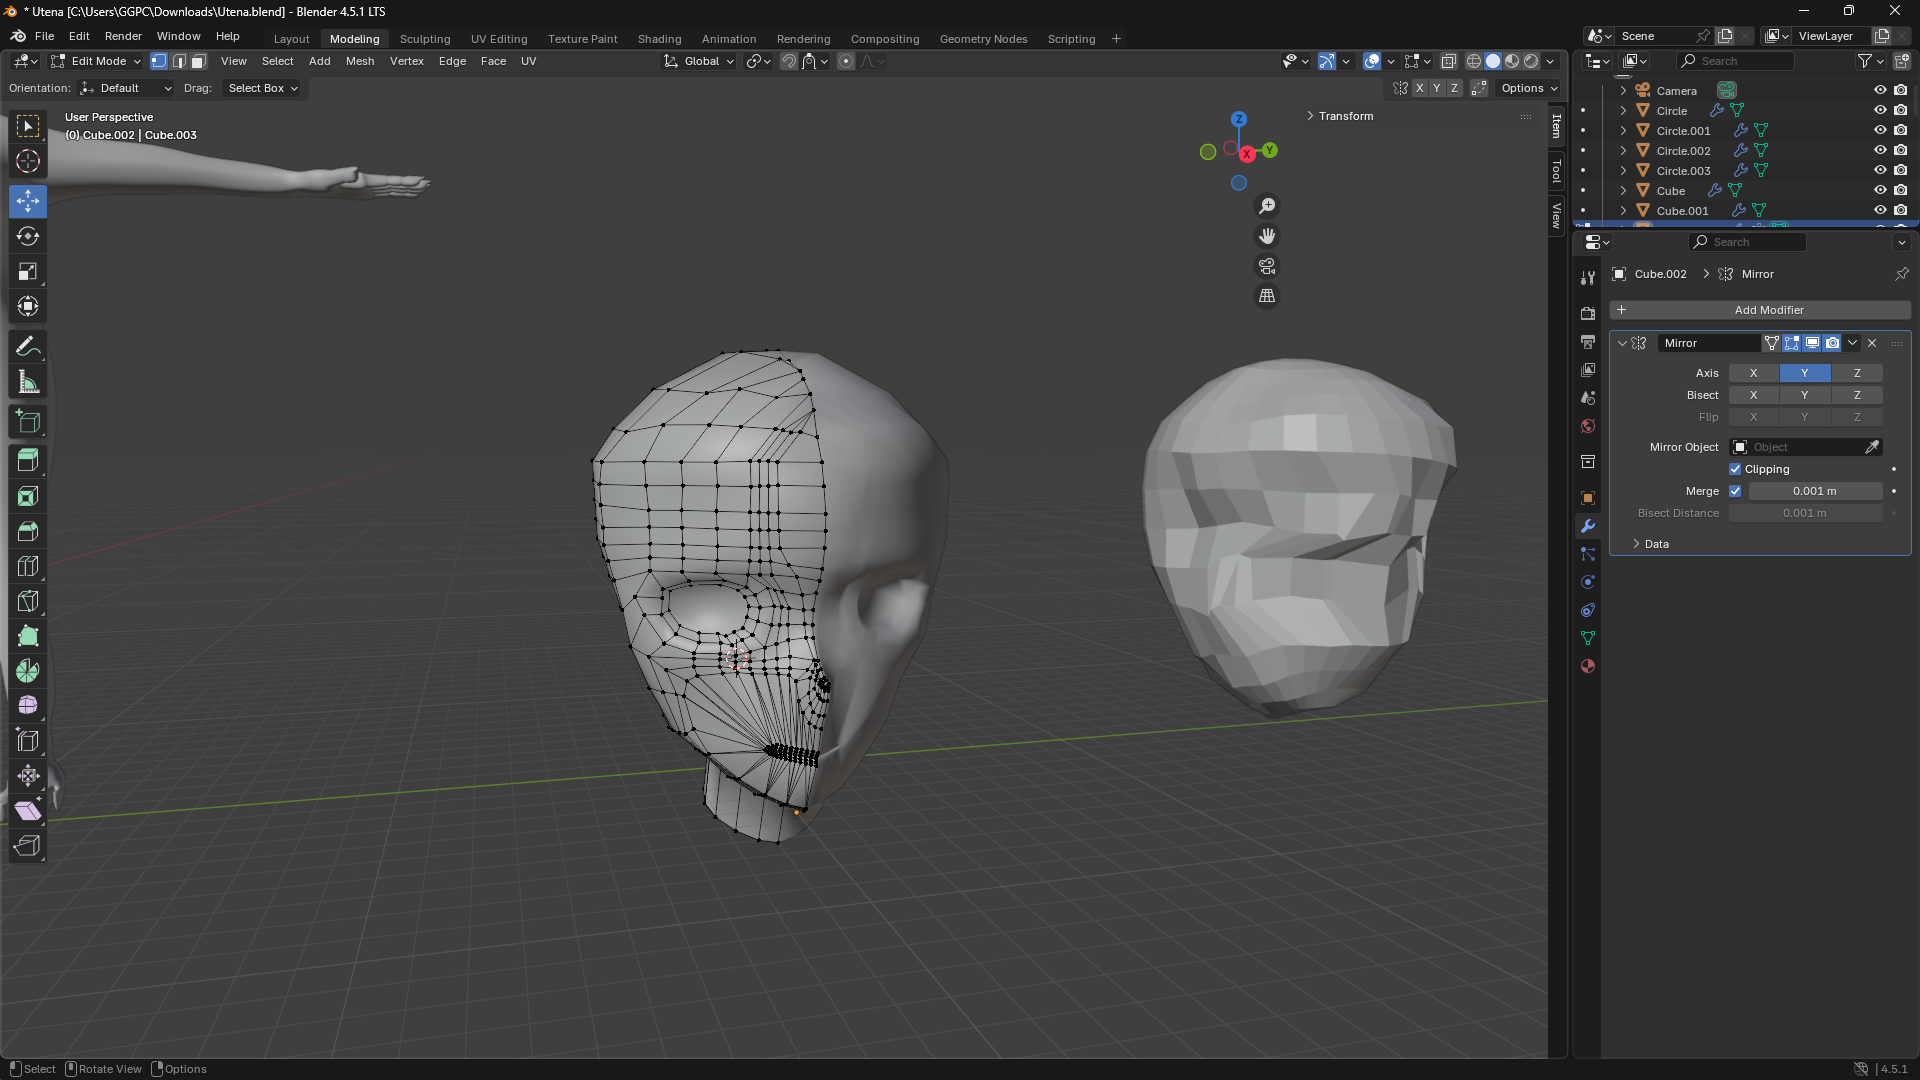 * Utena [C:\Users\GGPC\Downloads\Utena.blend] - Blender 4.5.1 LTS
File Edit Render Window Help
Layout Modeling Sculpting UV Editing Texture Paint Shading Animation Rendering Compositing Geometry Nodes Scripting
Scene
ViewLayer
Edit Mode
View Select Add Mesh Vertex Edge Face UV
Global
Search
Orientation: Default Drag: Select Box
X Y Z
Options
User Perspective
(0) Cube.002 | Cube.003
Transform
Item
Tool
View
Z
X
Y
Camera
Circle
Circle.001
Circle.002
Circle.003
Cube
Cube.001
Search
Cube.002 Mirror
Add Modifier
Mirror
Axis X Y Z
Bisect X Y Z
Flip X Y Z
Mirror Object Object
Clipping
Merge 0.001 m
Bisect Distance 0.001 m
Data
Select Rotate View Options
4.5.1